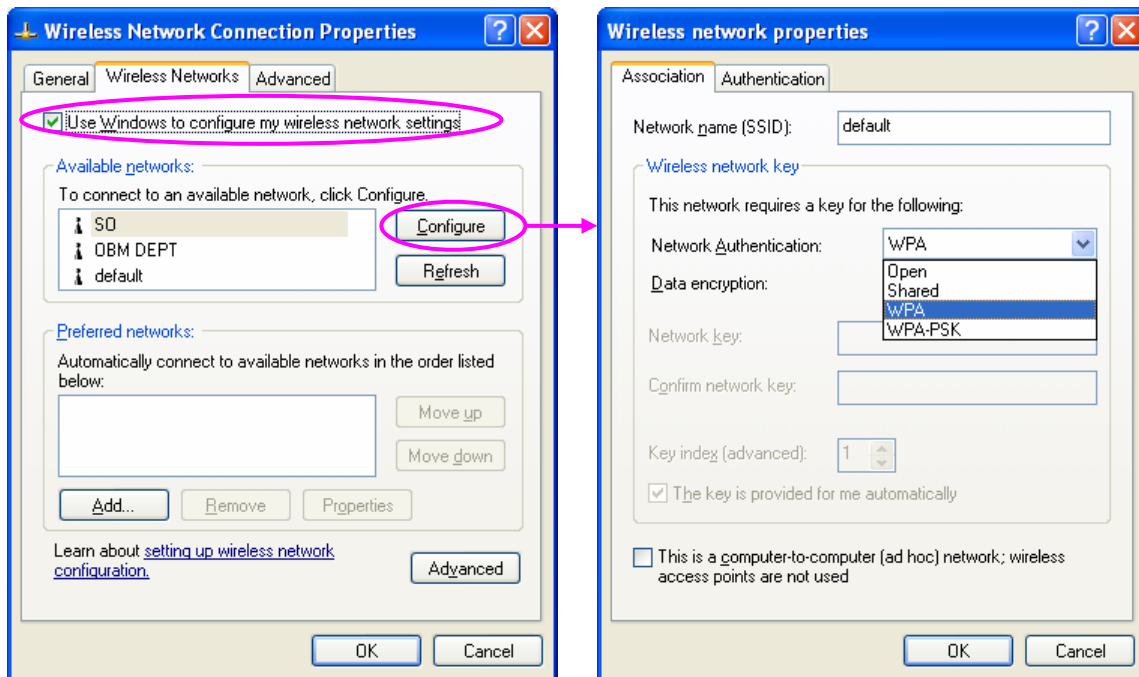 Wireless Network Connection Properties
General
Wireless Networks
Advanced
Use Windows to configure my wireless network settings
Available networks:
To connect to an available network, click Configure.
SO
OBM DEPT
default
Configure
Refresh
Preferred networks:
Automatically connect to available networks in the order listed
below:
Move up
Move down
Add...
Remove
Properties
Learn about setting up wireless network
configuration.
Advanced
OK
Cancel
Wireless network properties
Association
Authentication
Network name (SSID):
default
Wireless network key
This network requires a key for the following:
Network Authentication:
WPA
Open
Shared
WPA
WPA-PSK
Data encryption:
Network key:
Confirm network key:
Key index (advanced):
1
The key is provided for me automatically
This is a computer-to-computer (ad hoc) network; wireless
access points are not used
OK
Cancel